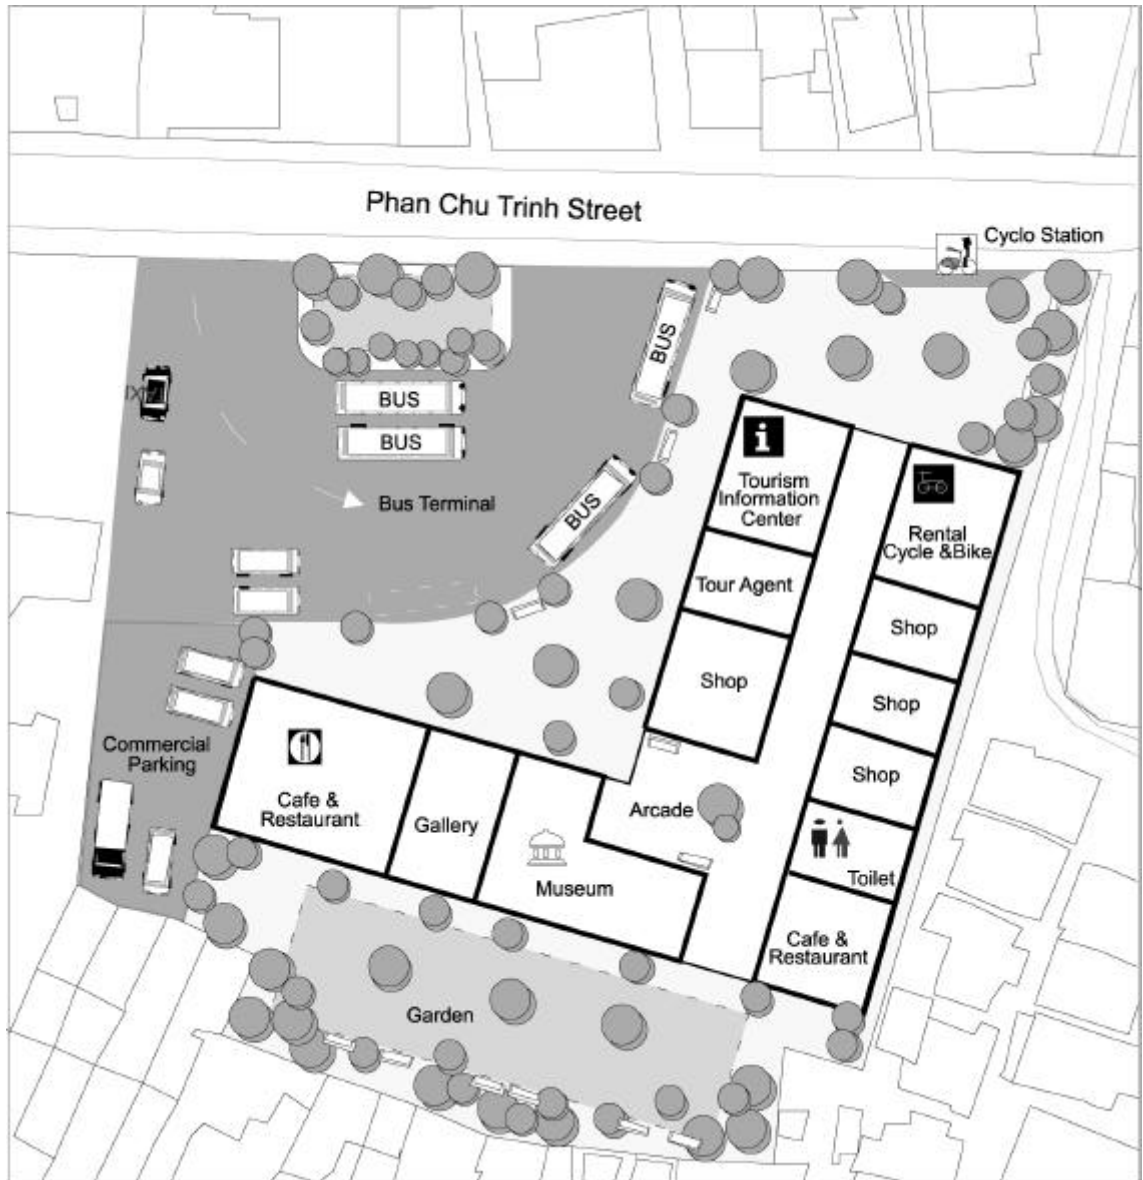 Phan Chu Trinh Street
Cyclo Station
BUS
BUS
BUS
BUS
Bus Terminal
i
Tourism
Information
Center
Rental
Cycle &Bike
Tour Agent
Shop
Shop
Shop
Shop
Commercial
Parking
Cafe &
Restaurant
Gallery
Arcade
Museum
Toilet
Cafe &
Restaurant
Garden